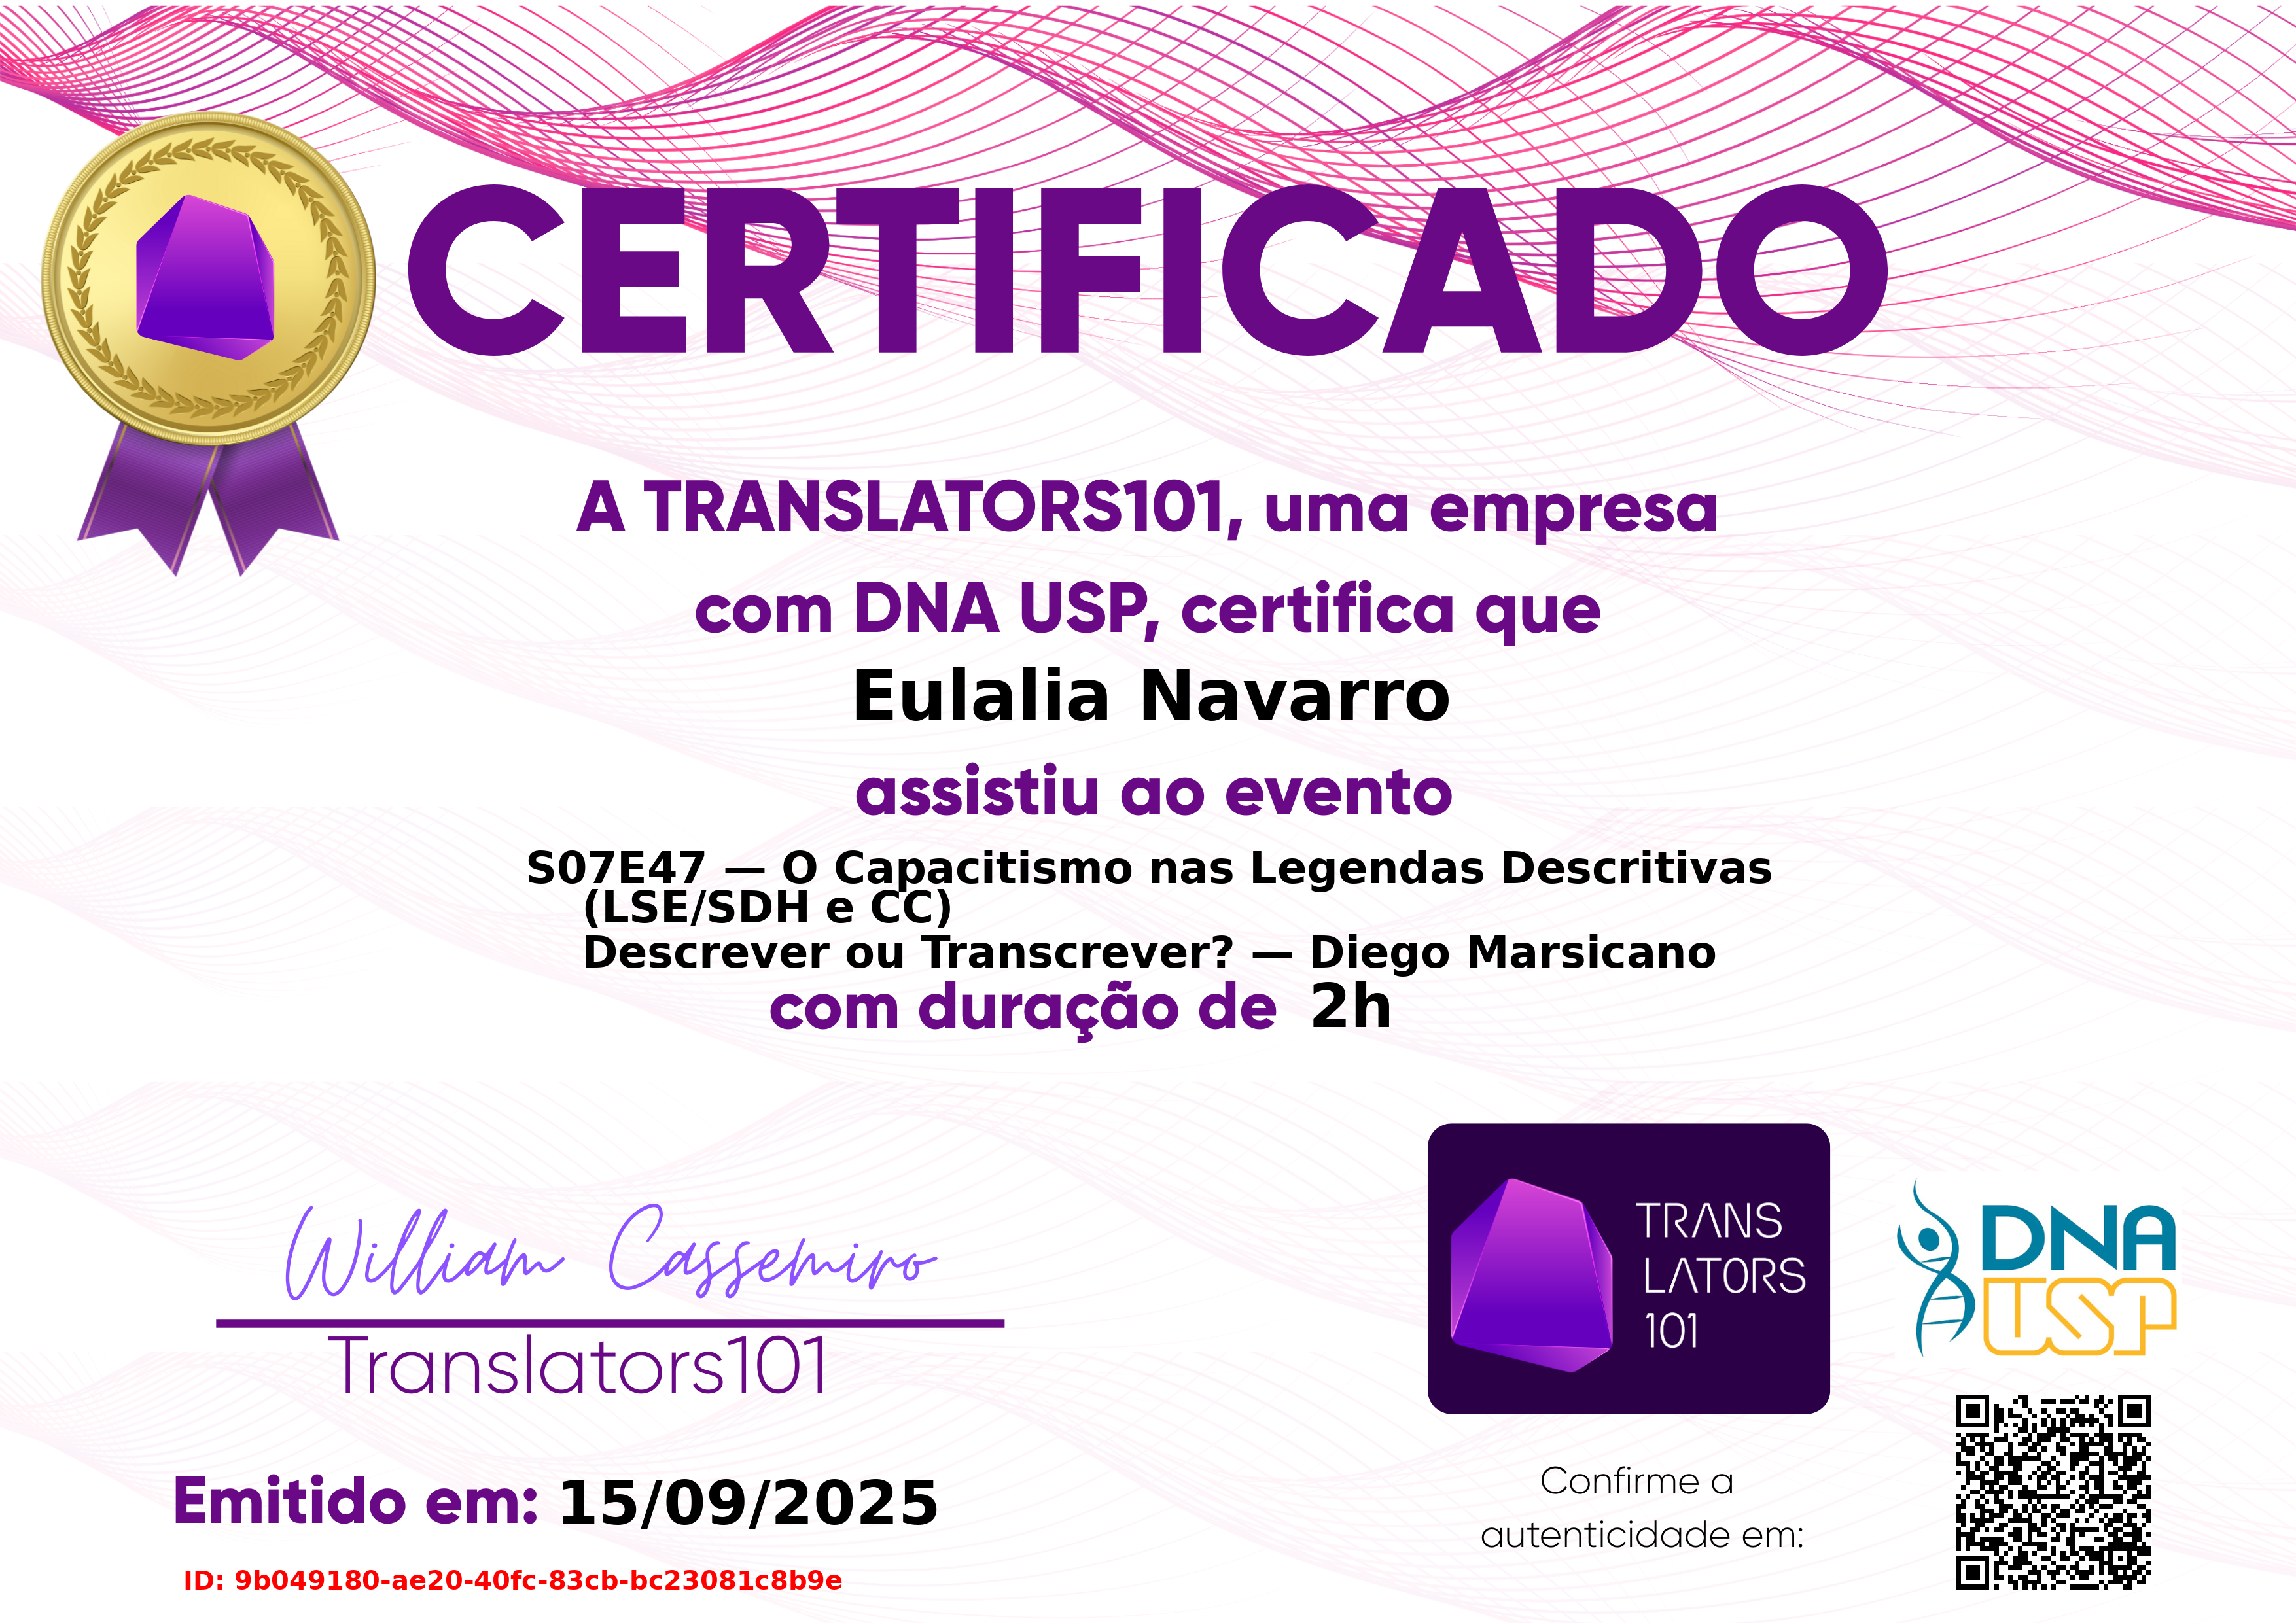 CERTIFICADO
A TRANSLATORS101, uma empresa
com DNA USP, certifica que
Eulalia Navarro
assistiu ao evento
S07E47 — O Capacitismo nas Legendas Descritivas
(LSE/SDH e CC)
Descrever ou Transcrever? — Diego Marsicano
com duração de 2h
William Cassemiro
Translators101
TRANS
LATORS
101
DNA
USP
Emitido em: 15/09/2025
ID: 9b049180-ae20-40fc-83cb-bc23081c8b9e
Confirme a
autenticidade em: